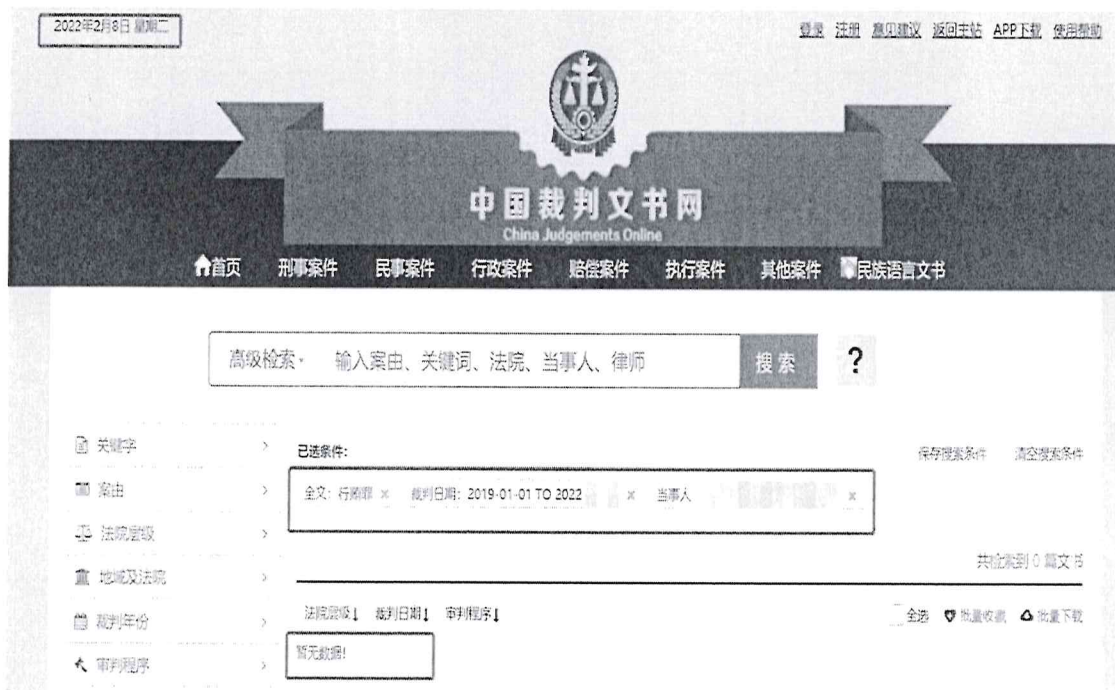 2022年2月8日 星期二
登录 注册 意见建议 返回主站 APP下载 使用帮助
中国裁判文书网
China Judgements Online
首页 刑事案件 民事案件 行政案件 赔偿案件 执行案件 其他案件 民族语言文书
高级检索 输入案由、关键词、法院、当事人、律师 搜索 ?
关键字
已选条件: 保存搜索条件 清空搜索条件
案由
全文: 行贿罪 × 裁判日期: 2019-01-01 TO 2022 × 当事人 ×
法院层级
地域及法院
共检索到 0 篇文书
裁判年份
法院层级 裁判日期 审判程序 全选 批量收藏 批量下载
暂无数据!
审判程序